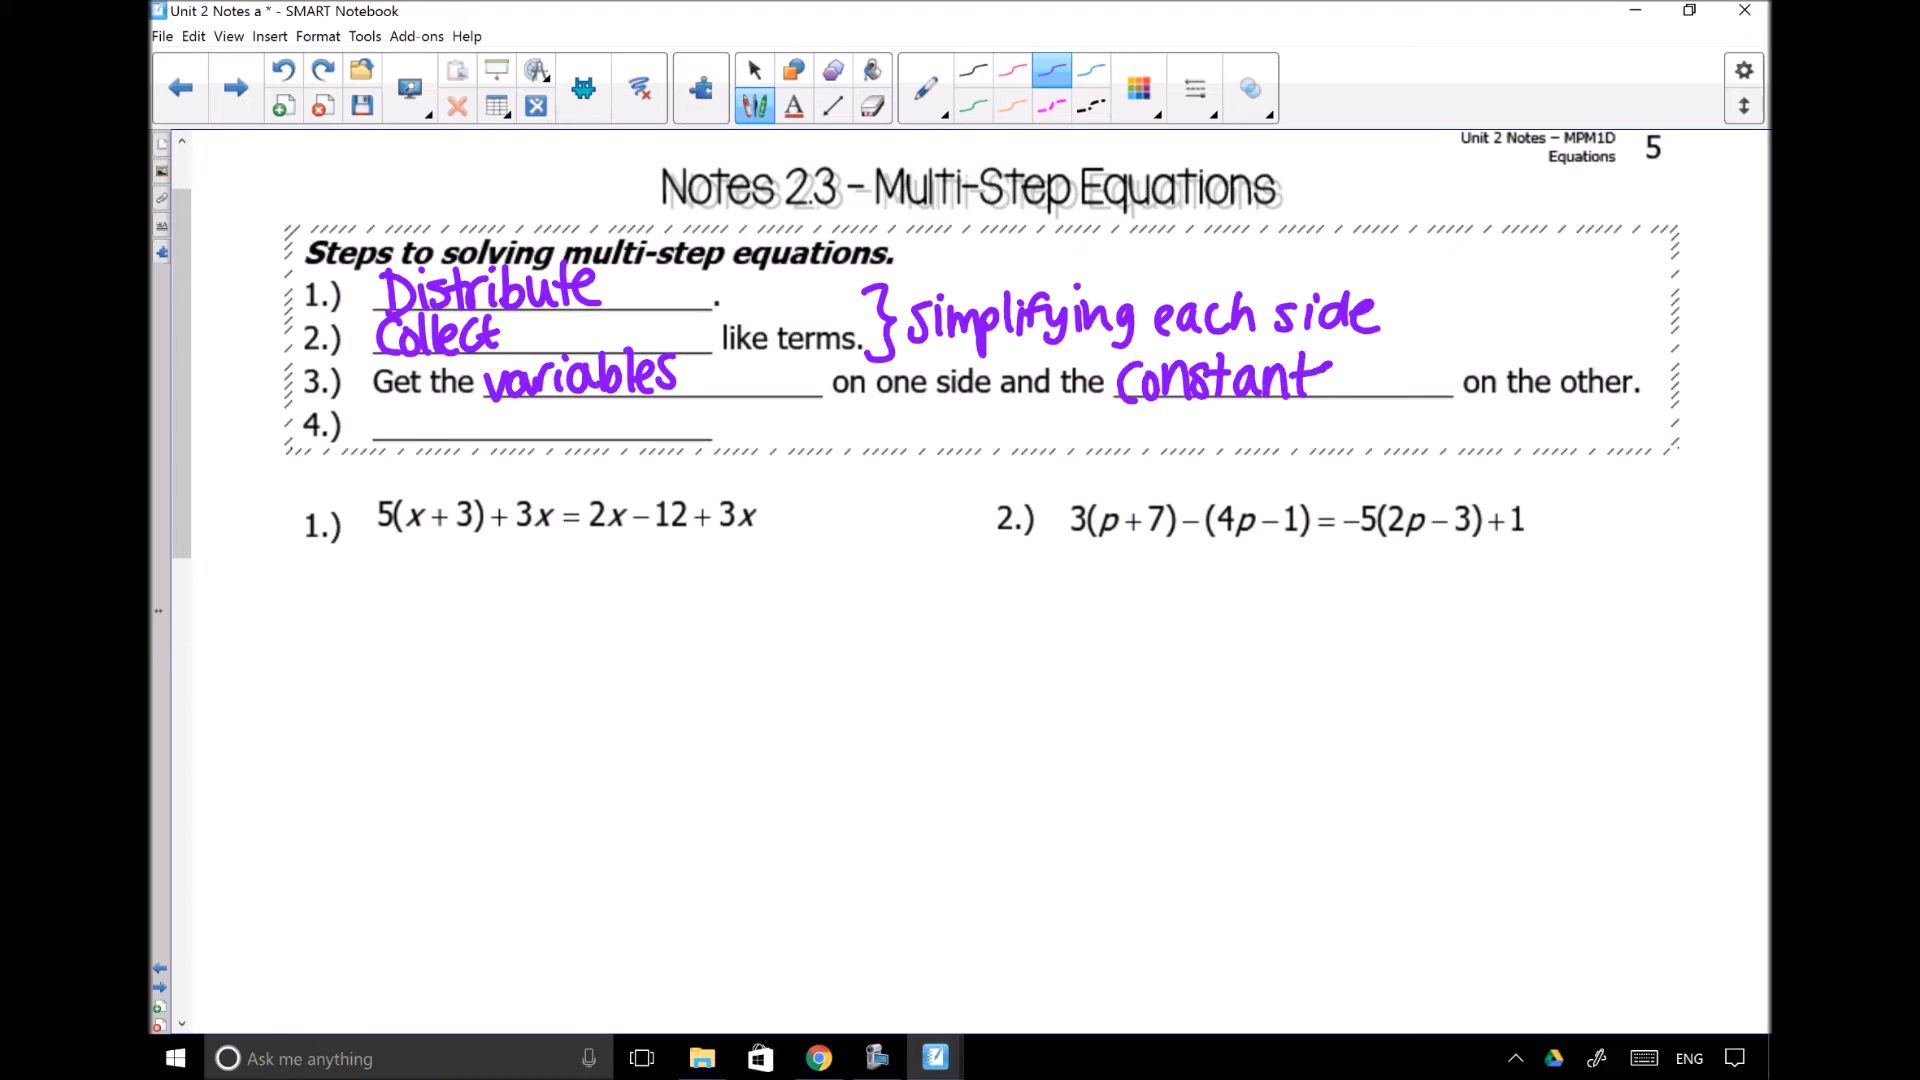 Unit 2 Notes a * - SMART Notebook
File Edit View Insert Format Tools Add-ons Help
Unit 2 Notes – MPM1D 5
Equations
Notes 2.3 – Multi-Step Equations
Steps to solving multi-step equations.
1.) Distribute.
2.) Collect like terms. } simplifying each side
3.) Get the variables on one side and the constant on the other.
4.) ____________________
1.) 5(x + 3) + 3x = 2x – 12 + 3x
2.) 3(p + 7) – (4p – 1) = –5(2p – 3) + 1
Ask me anything
ENG